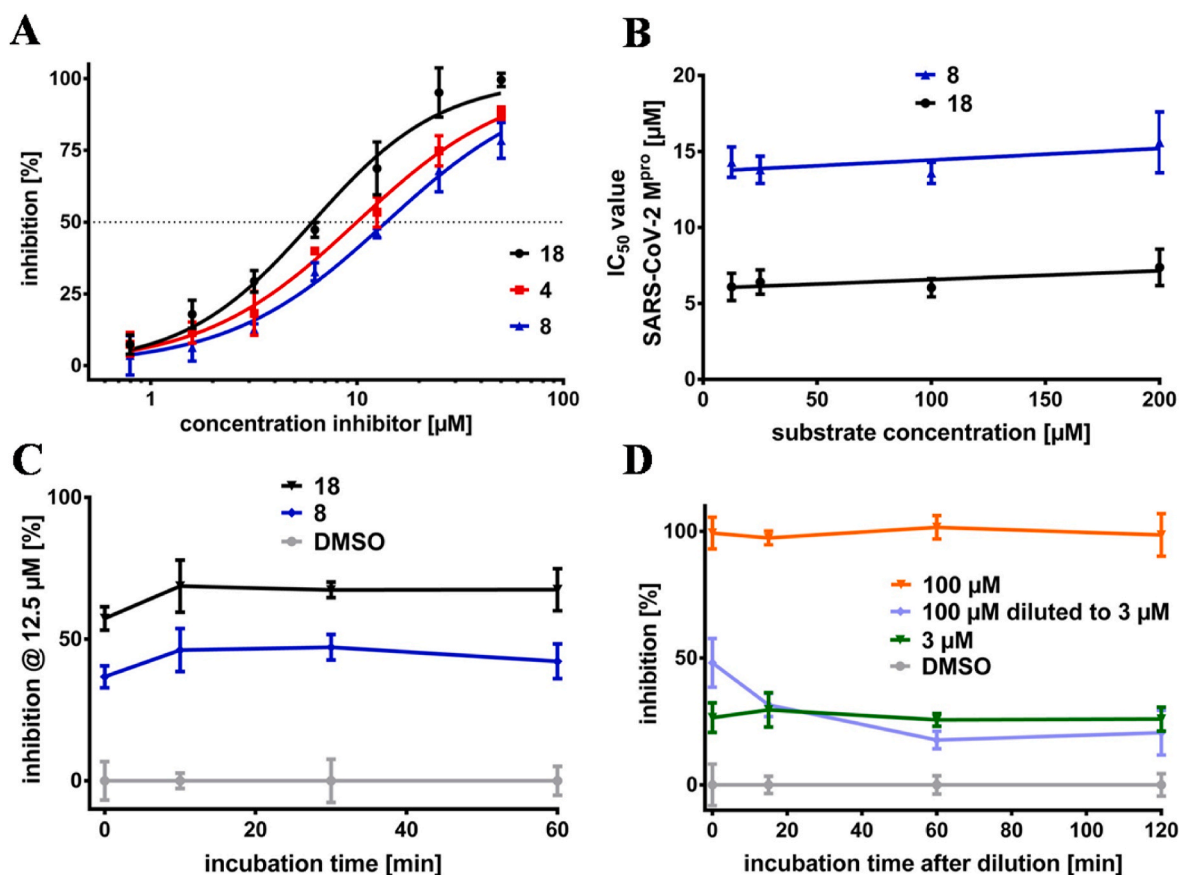 A
inhibition [%]
100
75
50
25
0
18
4
8
1
10
100
concentration inhibitor [µM]
B
IC50 value
SARS-CoV-2 Mpro [µM]
20
15
10
5
0
8
18
0
50
100
150
200
substrate concentration [µM]
C
inhibition @ 12.5 µM [%]
100
50
0
18
8
DMSO
0
20
40
60
incubation time [min]
D
inhibition [%]
100
50
0
100 µM
100 µM diluted to 3 µM
3 µM
DMSO
0
20
40
60
80
100
120
incubation time after dilution [min]